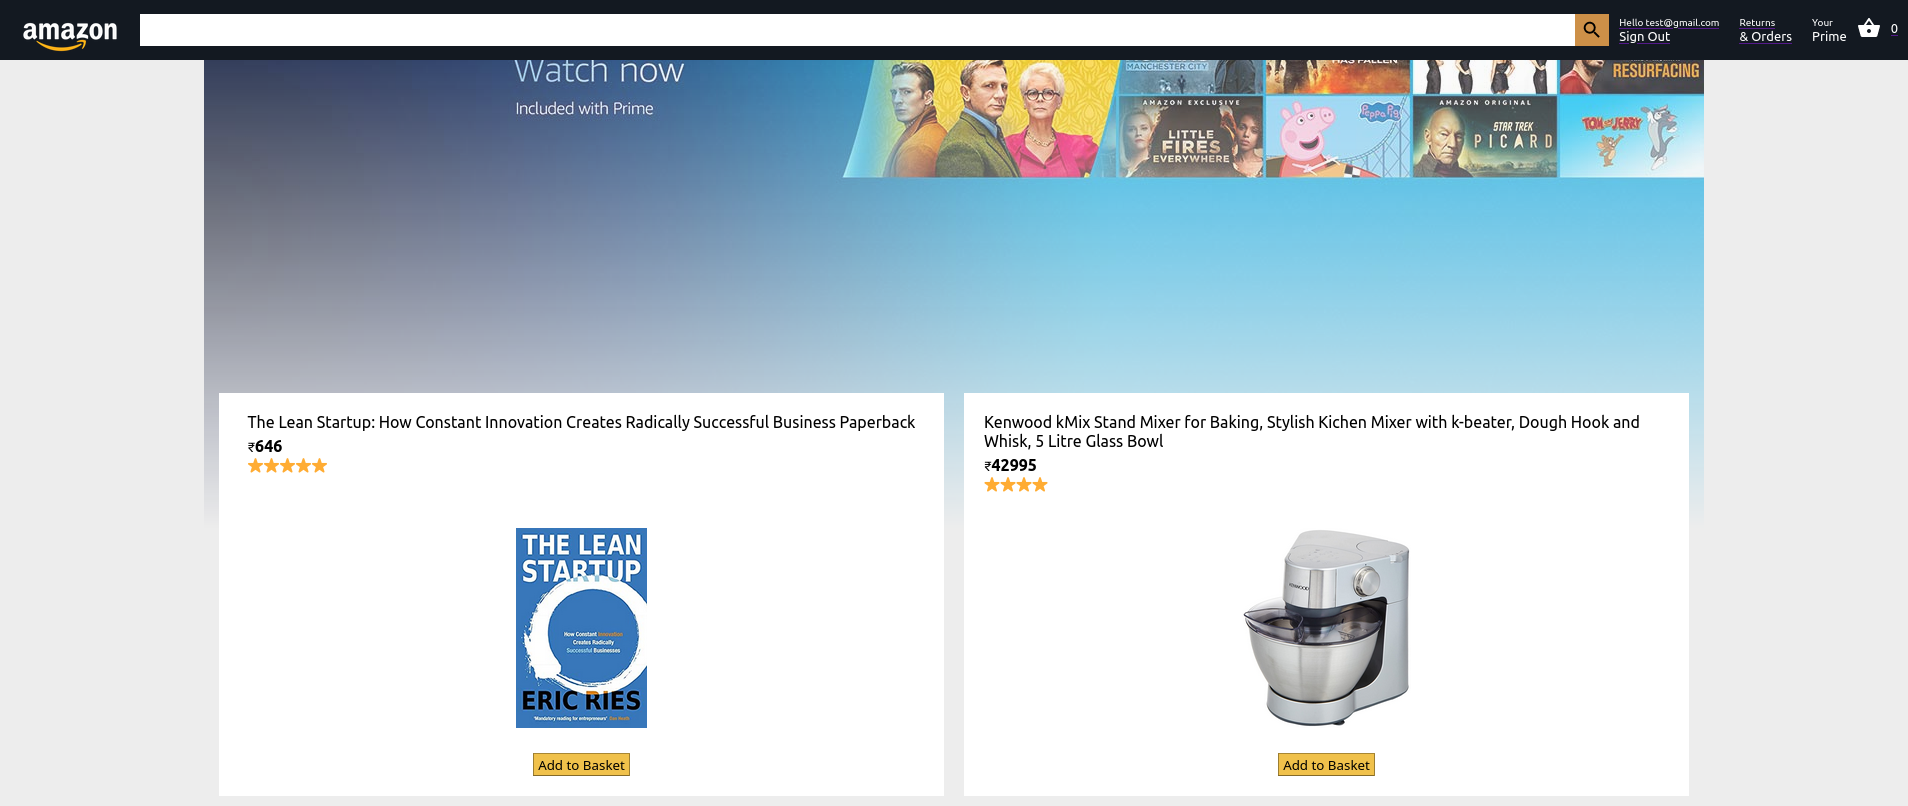 amazon
Hello test@gmail.com
Sign Out
Returns
& Orders
Your
Prime
0
Watch now
Included with Prime
MANCHESTER CITY
HAS FALLEN
RESURFACING
AMAZON EXCLUSIVE
LITTLE
FIRES
EVERYWHERE
Peppa Pig
AMAZON ORIGINAL
STAR TREK
PICARD
TOM and JERRY
The Lean Startup: How Constant Innovation Creates Radically Successful Business Paperback
₹646
Kenwood kMix Stand Mixer for Baking, Stylish Kichen Mixer with k-beater, Dough Hook and
Whisk, 5 Litre Glass Bowl
₹42995
THE LEAN
STARTUP
How Constant Innovation
Creates Radically
Successful Businesses
ERIC RIES
'Mandatory reading for entrepreneurs'
KENWOOD
Add to Basket
Add to Basket